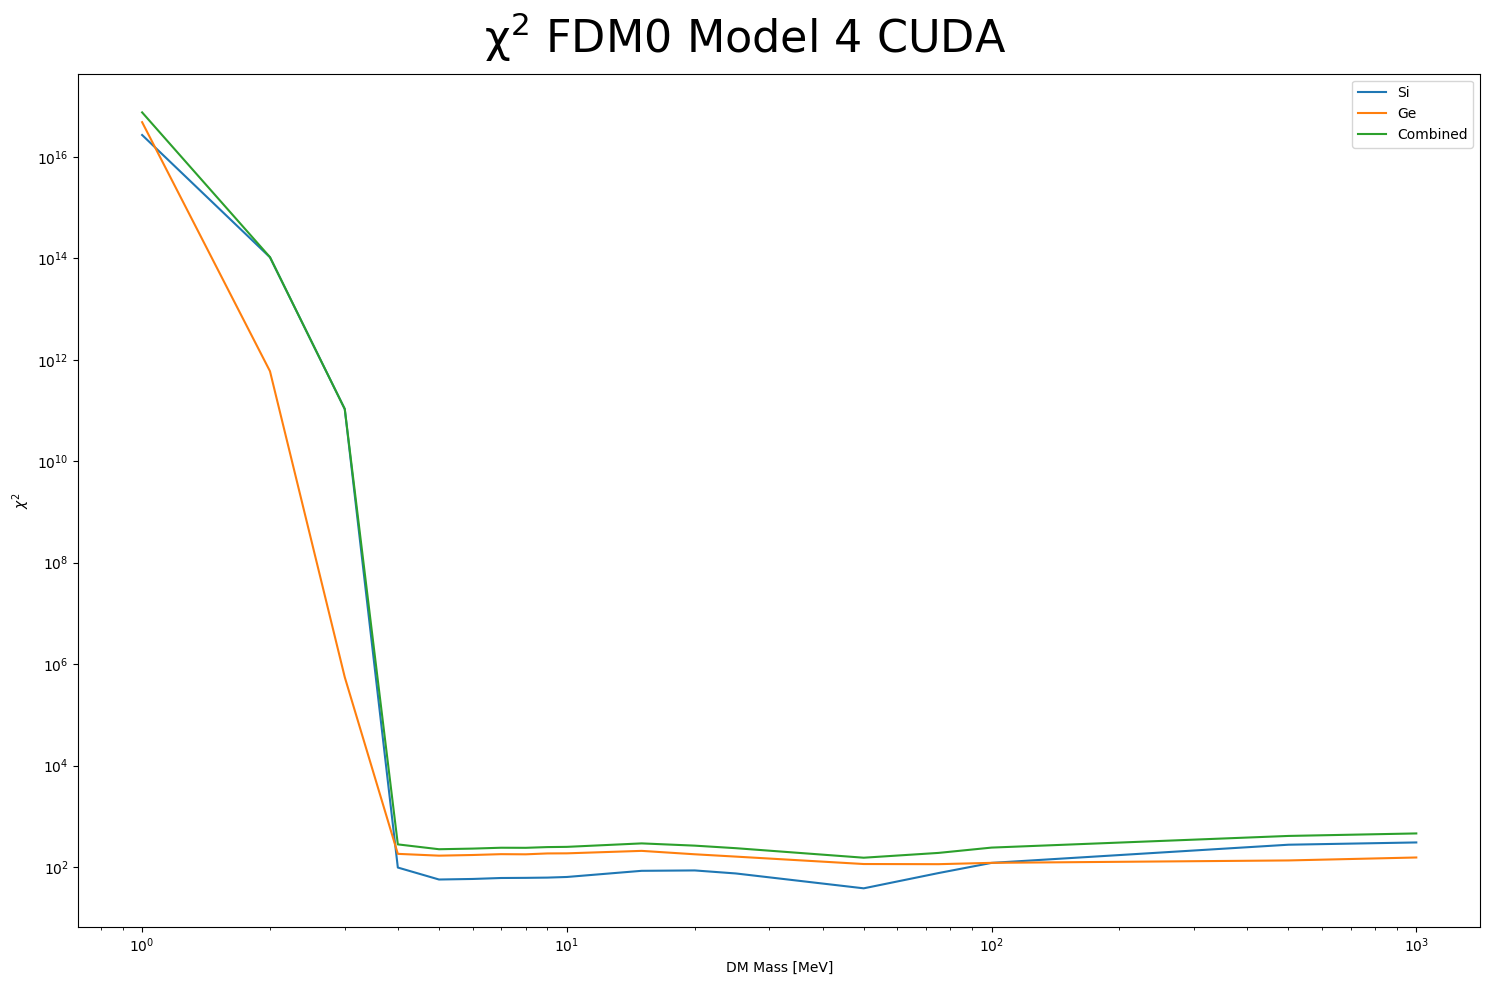 χ² FDM0 Model 4 CUDA
Si
Ge
Combined
10¹⁶
10¹⁴
10¹²
10¹⁰
10⁸
10⁶
10⁴
10²
χ²
10⁰
10¹
10²
10³
DM Mass [MeV]